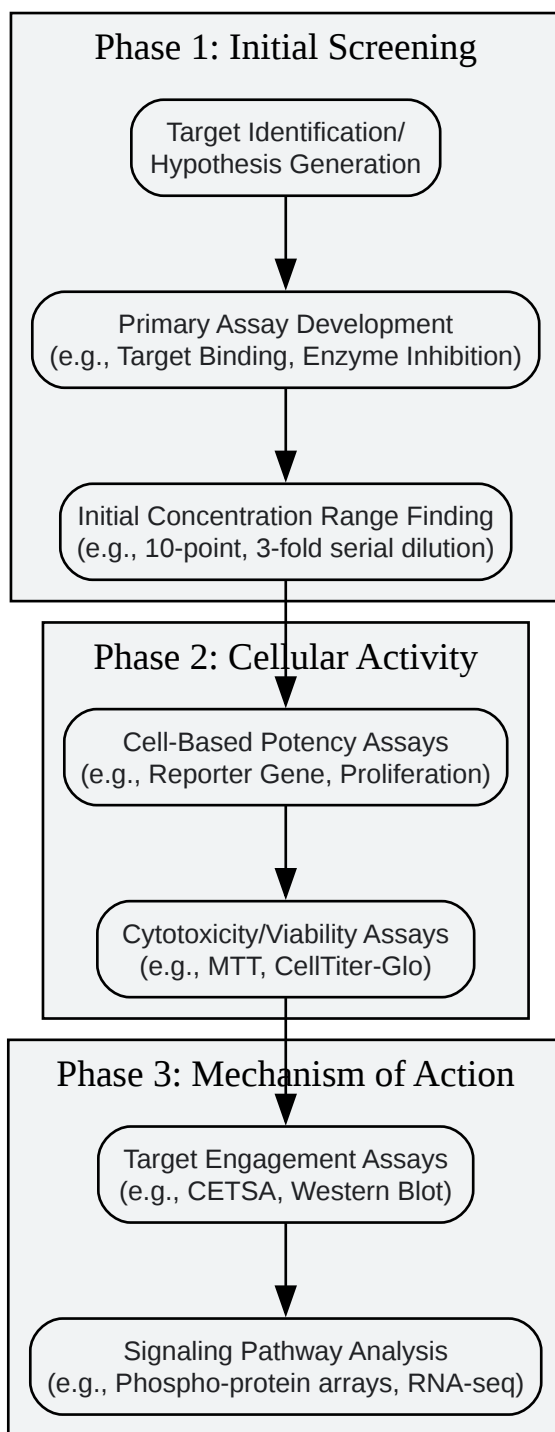 Phase 1: Initial Screening
Target Identification/
Hypothesis Generation
Primary Assay Development
(e.g., Target Binding, Enzyme Inhibition)
Initial Concentration Range Finding
(e.g., 10-point, 3-fold serial dilution)
Phase 2: Cellular Activity
Cell-Based Potency Assays
(e.g., Reporter Gene, Proliferation)
Cytotoxicity/Viability Assays
(e.g., MTT, CellTiter-Glo)
Phase 3: Mechanism of Action
Target Engagement Assays
(e.g., CETSA, Western Blot)
Signaling Pathway Analysis
(e.g., Phospho-protein arrays, RNA-seq)